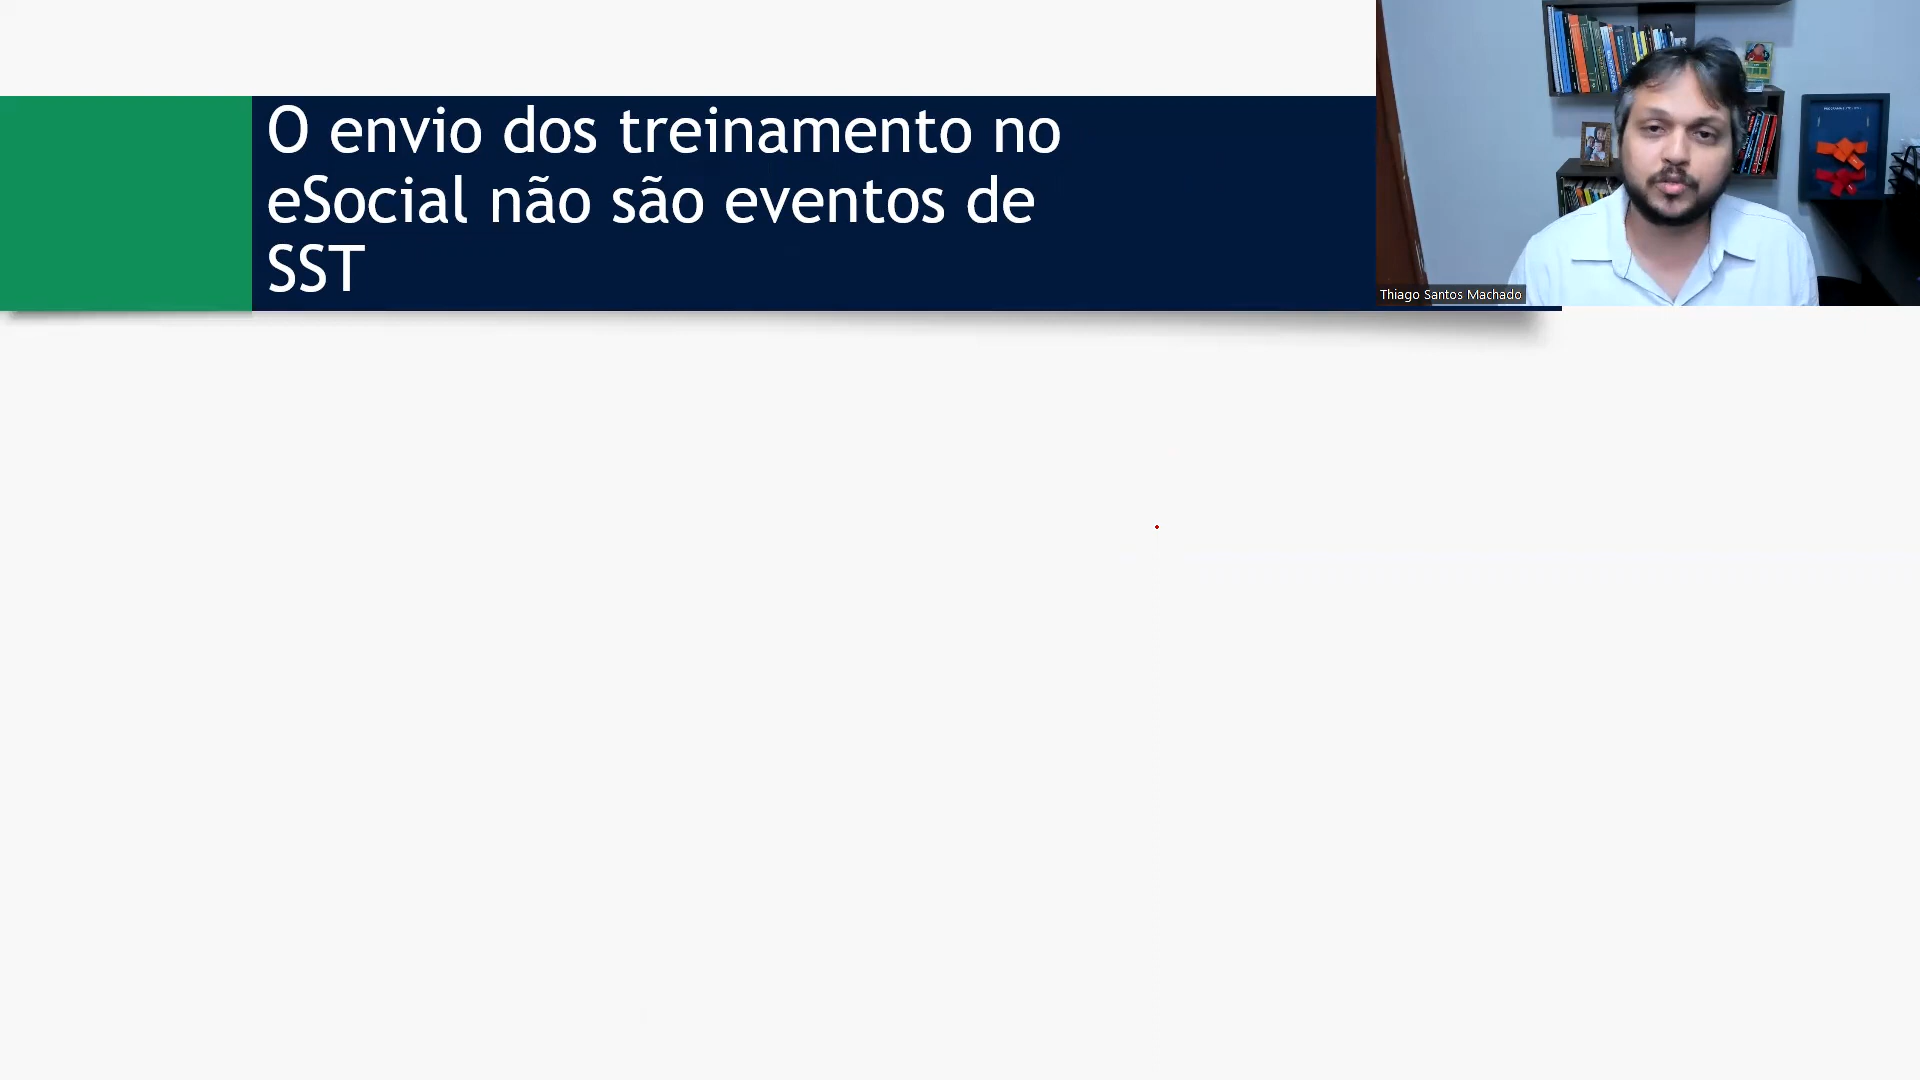 O envio dos treinamento no
eSocial não são eventos de
SST
Thiago Santos Machado